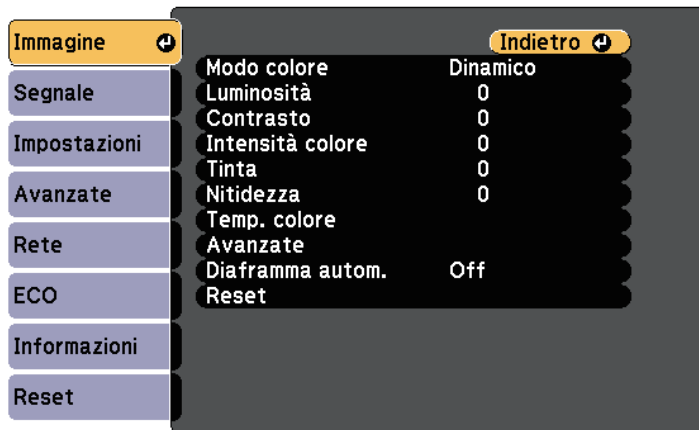 Immagine
Segnale
Impostazioni
Avanzate
Rete
ECO
Informazioni
Reset
Indietro
Modo colore Dinamico
Luminosità 0
Contrasto 0
Intensità colore 0
Tinta 0
Nitidezza 0
Temp. colore
Avanzate
Diaframma autom. Off
Reset